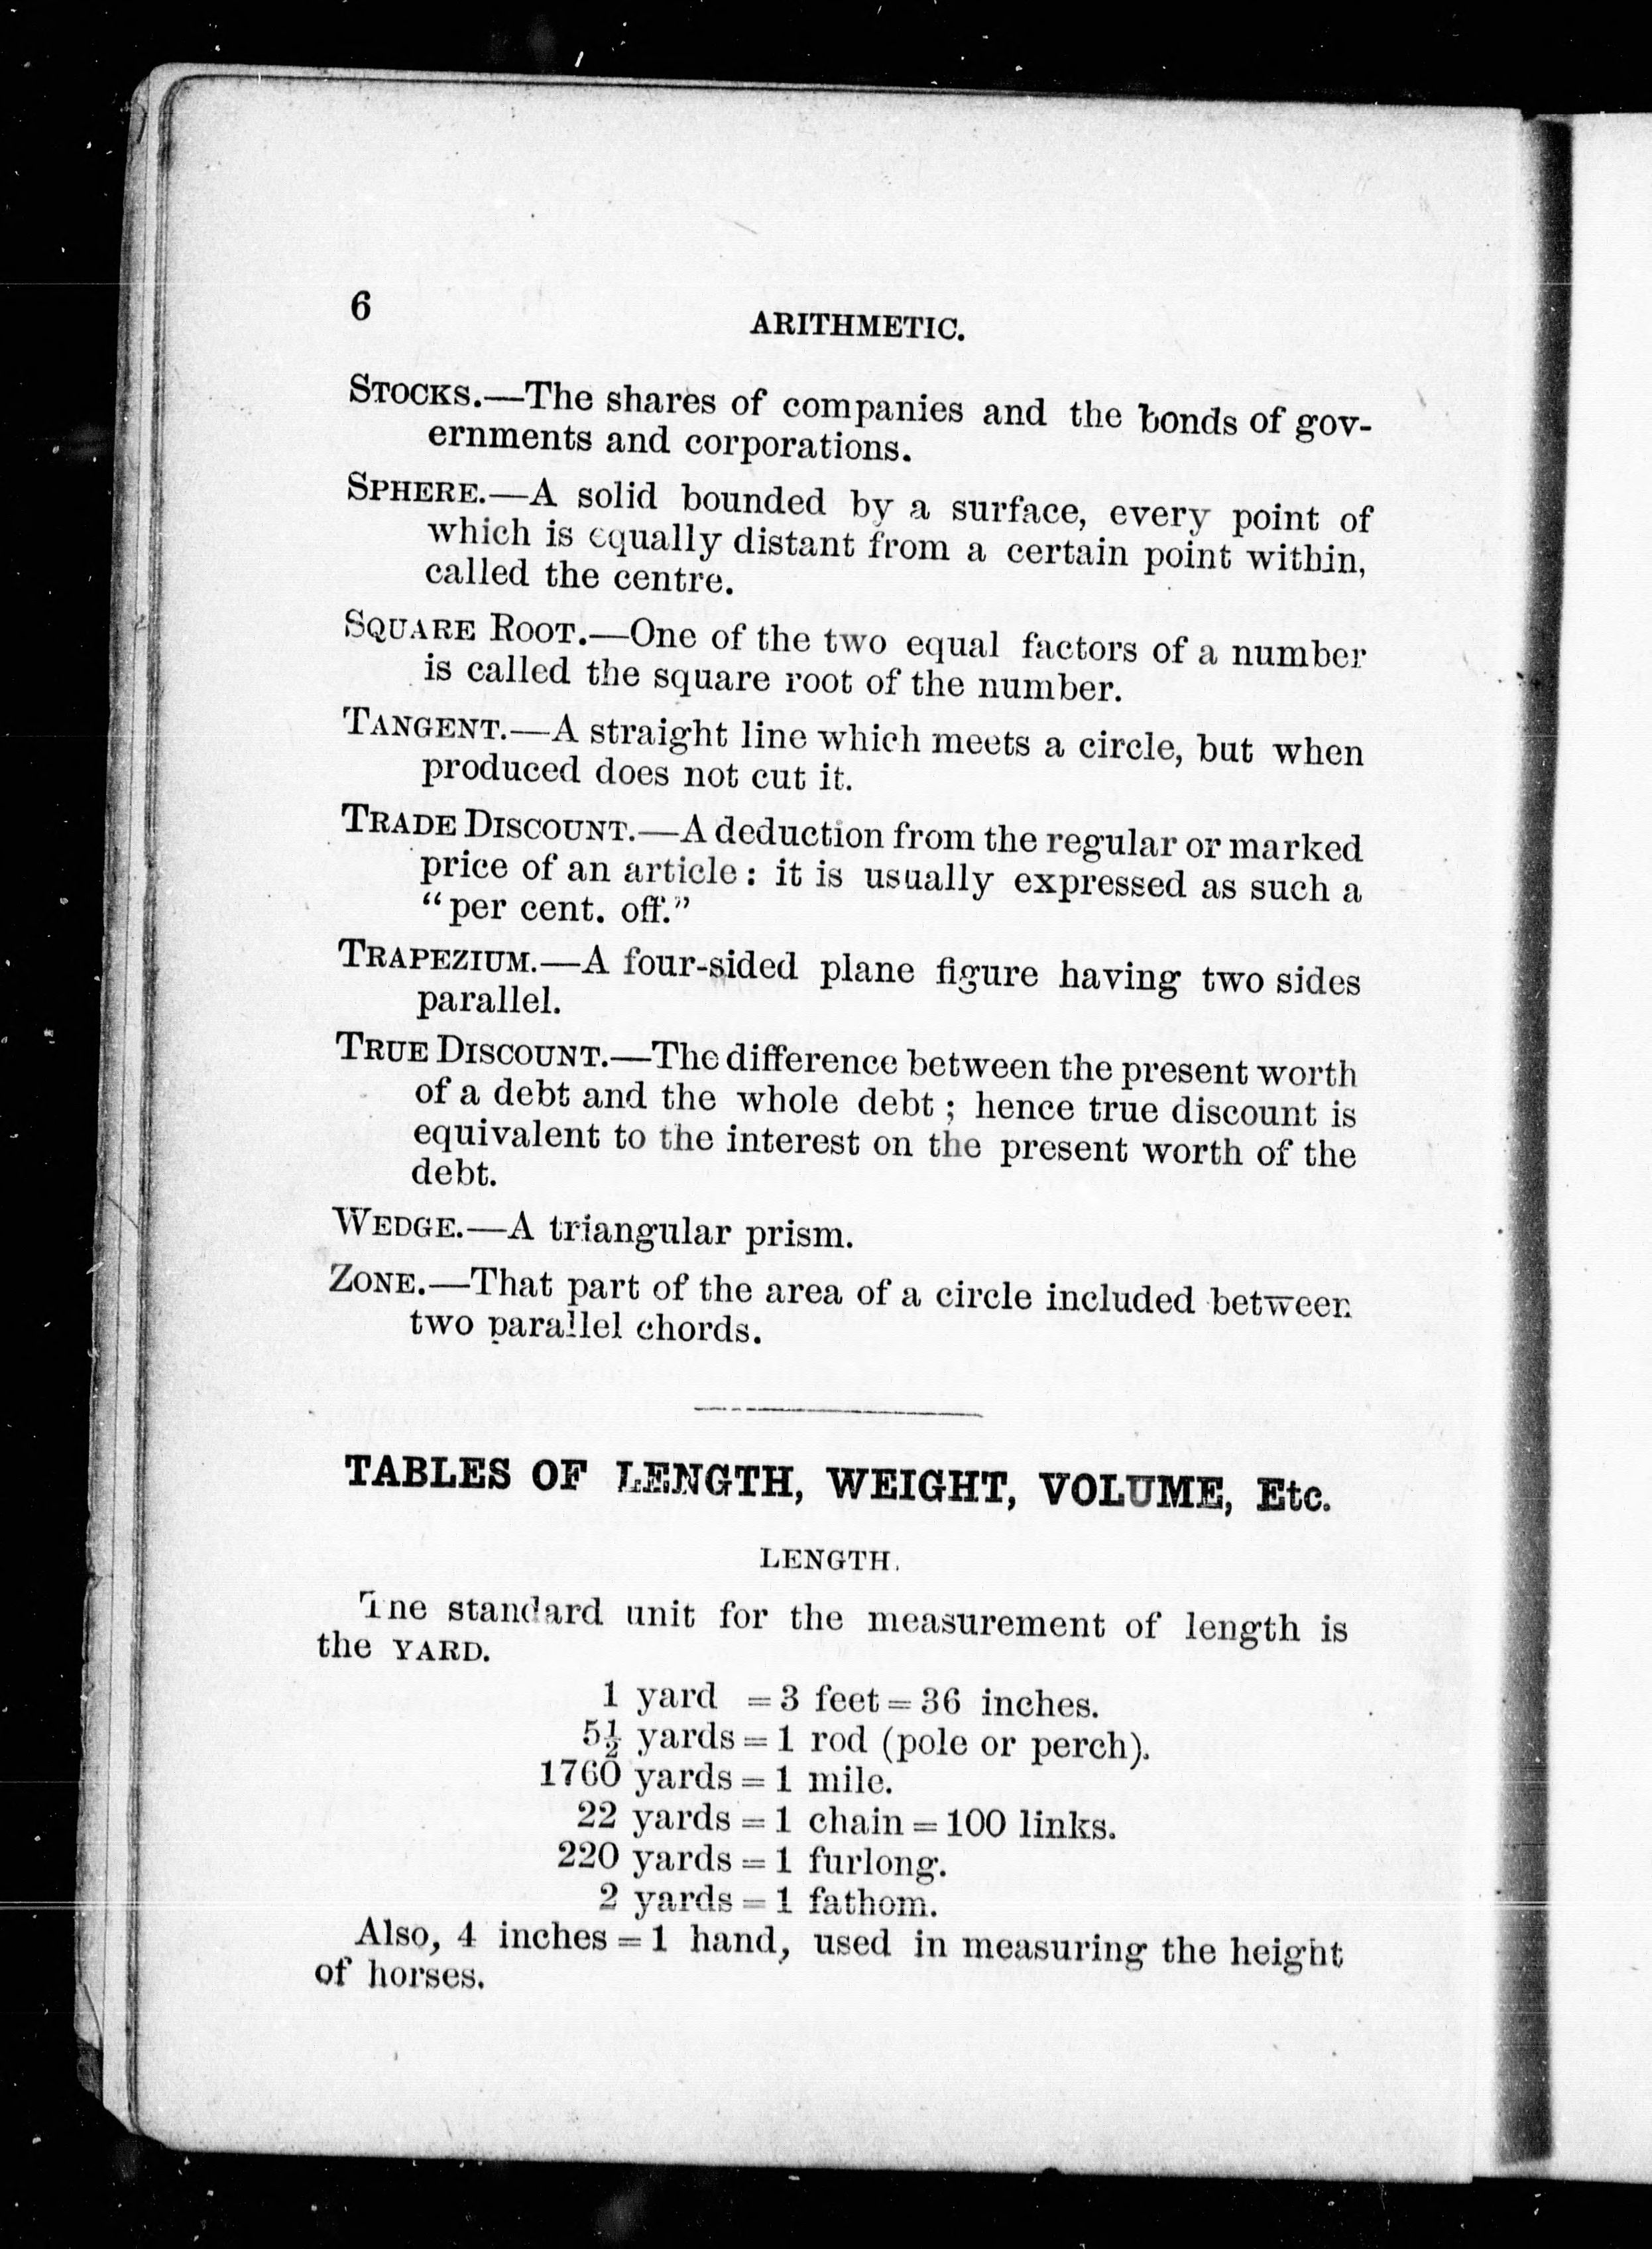 6
ARITHMETIC.
STOCKS.—The shares of companies and the bonds of gov-
ernments and corporations.
SPHERE.—A solid bounded by a surface, every point of
which is equally distant from a certain point within,
called the centre.
SQUARE ROOT.—One of the two equal factors of a number
is called the square root of the number.
TANGENT.—A straight line which meets a circle, but when
produced does not cut it.
TRADE DISCOUNT.—A deduction from the regular or marked
price of an article: it is usually expressed as such a
“per cent. off.”
TRAPEZIUM.—A four-sided plane figure having two sides
parallel.
TRUE DISCOUNT.—The difference between the present worth
of a debt and the whole debt; hence true discount is
equivalent to the interest on the present worth of the
debt.
WEDGE.—A triangular prism.
ZONE.—That part of the area of a circle included between
two parallel chords.
TABLES OF LENGTH, WEIGHT, VOLUME, Etc.
LENGTH.
The standard unit for the measurement of length is
the YARD.
1 yard = 3 feet = 36 inches.
5½ yards = 1 rod (pole or perch).
1760 yards = 1 mile.
22 yards = 1 chain = 100 links.
220 yards = 1 furlong.
2 yards = 1 fathom.
Also, 4 inches = 1 hand, used in measuring the height
of horses.